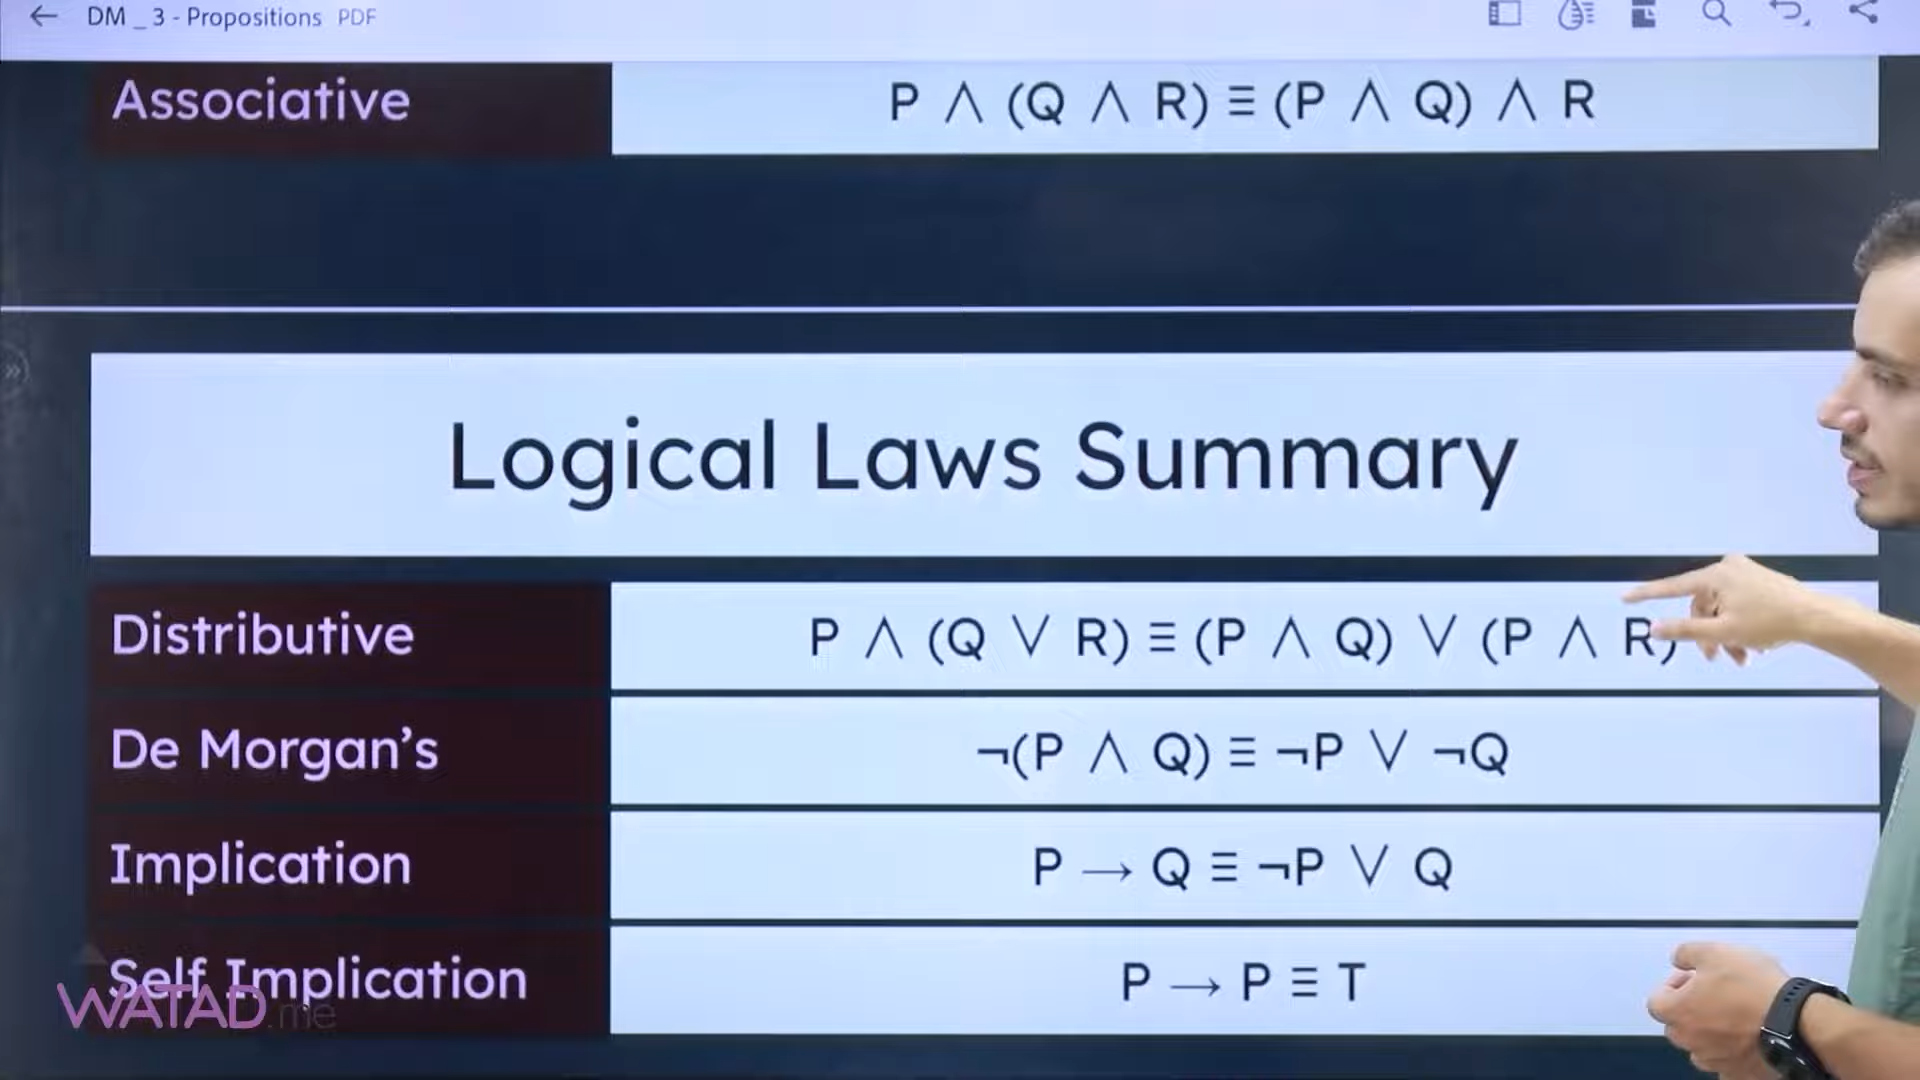 DM _ 3 - Propositions PDF
Associative
P ∧ (Q ∧ R) ≡ (P ∧ Q) ∧ R
Logical Laws Summary
Distributive
P ∧ (Q ∨ R) ≡ (P ∧ Q) ∨ (P ∧ R)
De Morgan’s
¬(P ∧ Q) ≡ ¬P ∨ ¬Q
Implication
P → Q ≡ ¬P ∨ Q
Self Implication
P → P ≡ T
WATAD.me